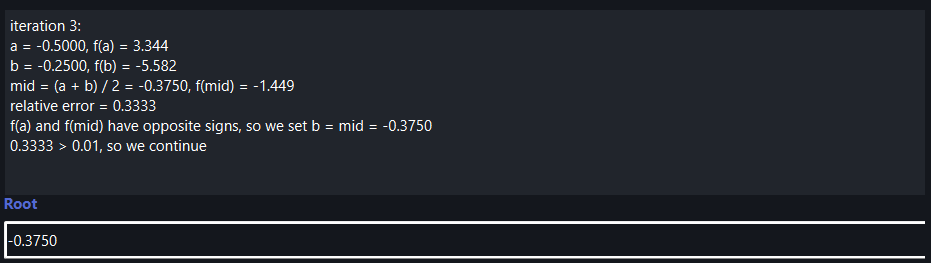 iteration 3:
a = -0.5000, f(a) = 3.344
b = -0.2500, f(b) = -5.582
mid = (a + b) / 2 = -0.3750, f(mid) = -1.449
relative error = 0.3333
f(a) and f(mid) have opposite signs, so we set b = mid = -0.3750
0.3333 > 0.01, so we continue
Root
-0.3750